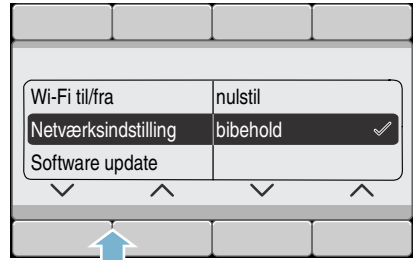 Wi-Fi til/fra nulstil
Netværksindstilling bibehold
Software update